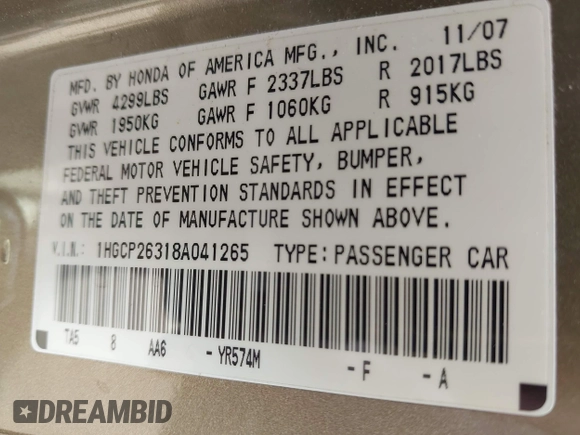 MFD. BY HONDA OF AMERICA MFG., INC. 11/07
GVWR 4299LBS GAWR F 2337LBS R 2017LBS
GVWR 1950KG GAWR F 1060KG R 915KG
THIS VEHICLE CONFORMS TO ALL APPLICABLE
FEDERAL MOTOR VEHICLE SAFETY, BUMPER,
AND THEFT PREVENTION STANDARDS IN EFFECT
ON THE DATE OF MANUFACTURE SHOWN ABOVE.
V.I.N.: 1HGCP26318A041265 TYPE: PASSENGER CAR
TA5 8 AA6 - YR574M - F - A
DREAMBID